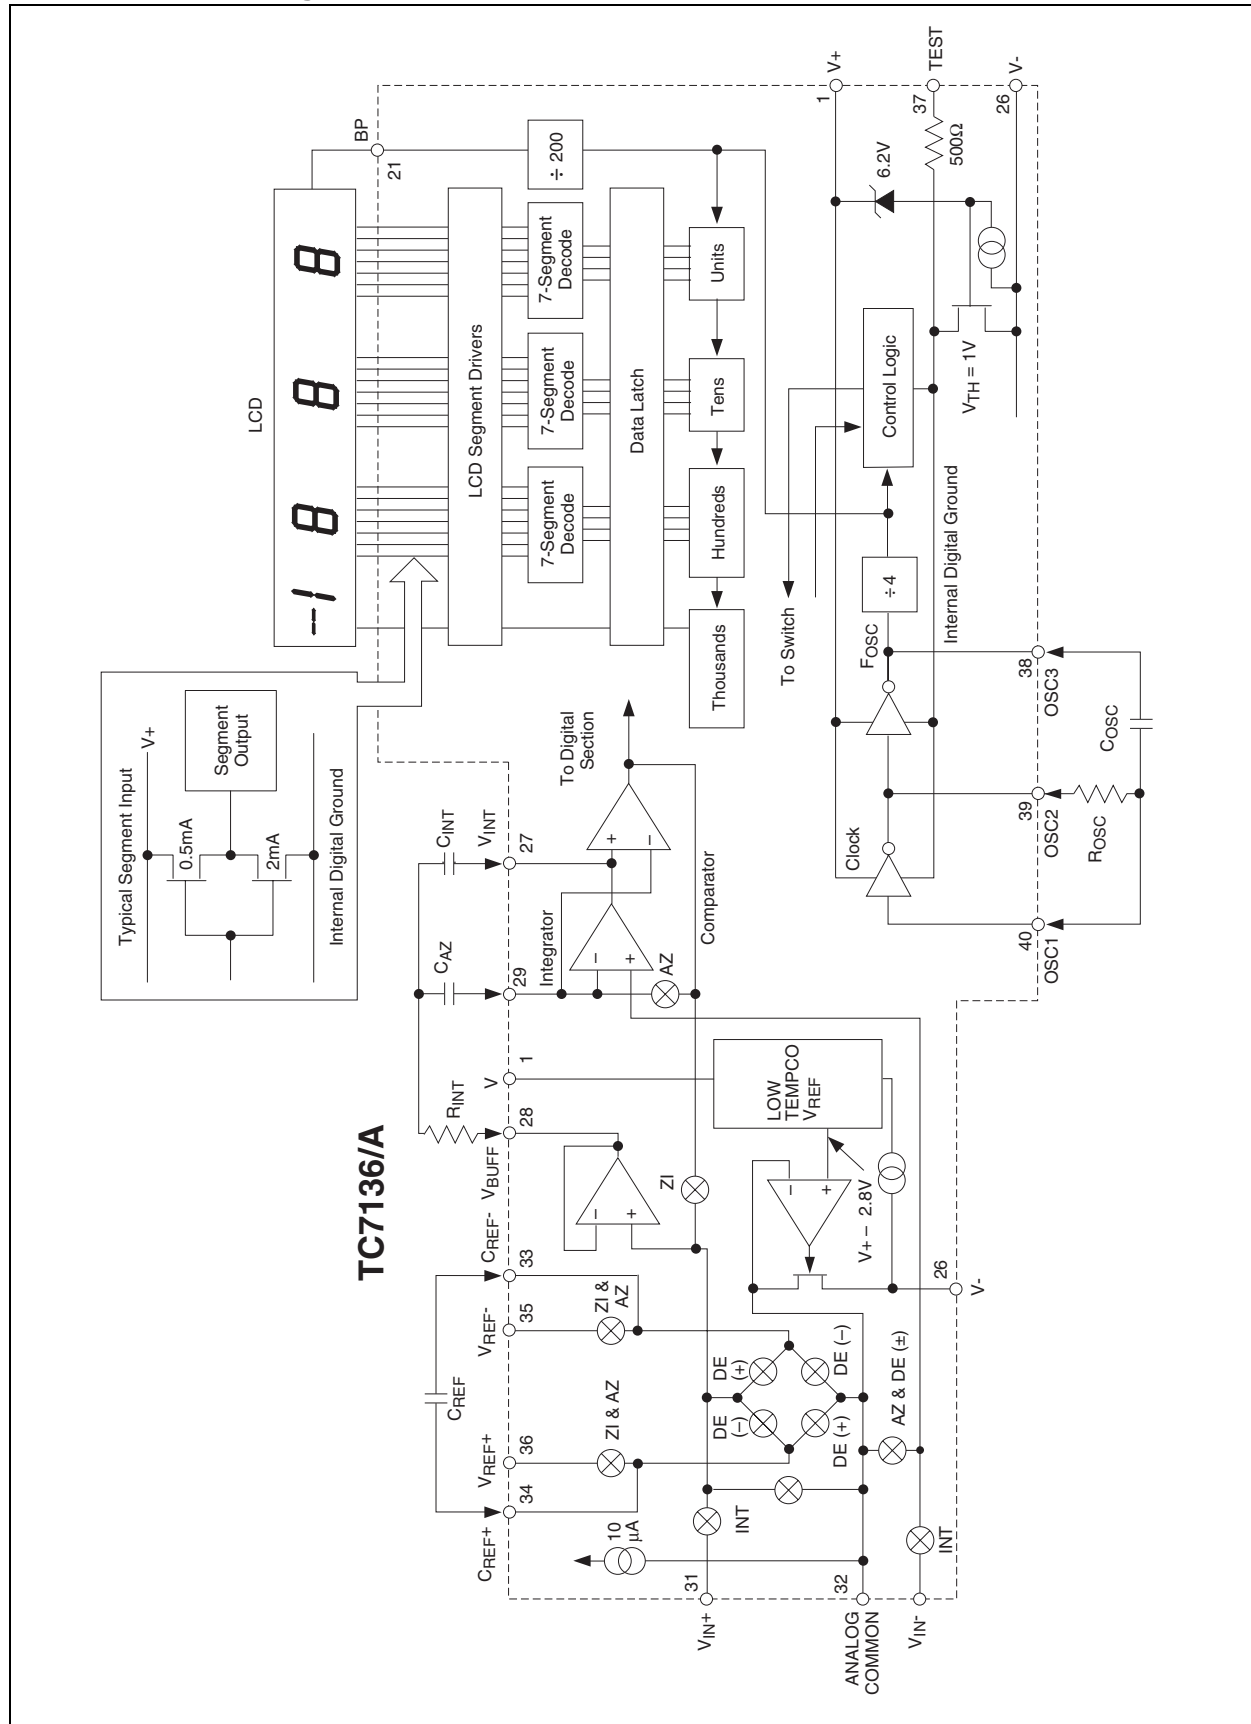 TC7136/A
Typical Segment Input
V+
0.5mA
2mA
Segment
Output
Internal Digital Ground
LCD
BP
21
LCD Segment Drivers
7-Segment
Decode
7-Segment
Decode
7-Segment
Decode
÷ 200
Data Latch
Thousands
Hundreds
Tens
Units
To Switch
Control Logic
FOSC
÷4
Clock
Internal Digital Ground
6.2V
500Ω
VTH = 1V
V+
1
TEST
37
V-
26
40
OSC1
39
OSC2
38
OSC3
ROSC
COSC
CREF
RINT
CAZ
CINT
CREF+
34
VREF+
36
VREF-
35
CREF-
33
VBUFF
28
V
1
29
VINT
27
Integrator
To Digital
Section
Comparator
+
–
–
+
AZ
–
+
ZI
ZI & AZ
ZI &
AZ
10
µA
INT
DE
(–)
DE
(+)
DE (+)
DE (–)
AZ & DE (±)
INT
31
VIN+
32
ANALOG
COMMON
VIN-
LOW
TEMPCO
VREF
–
+
V+ – 2.8V
26
V-